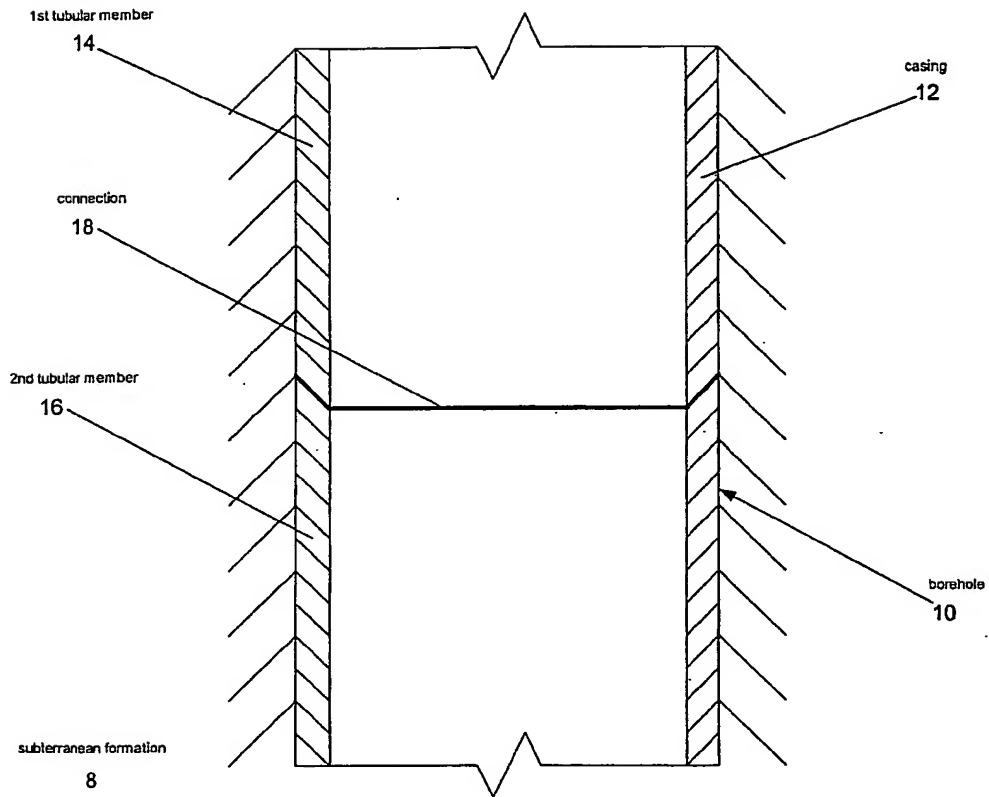 1st tubular member
14
casing
12
connection
18
2nd tubular member
16
borehole
10
subterranean formation
8